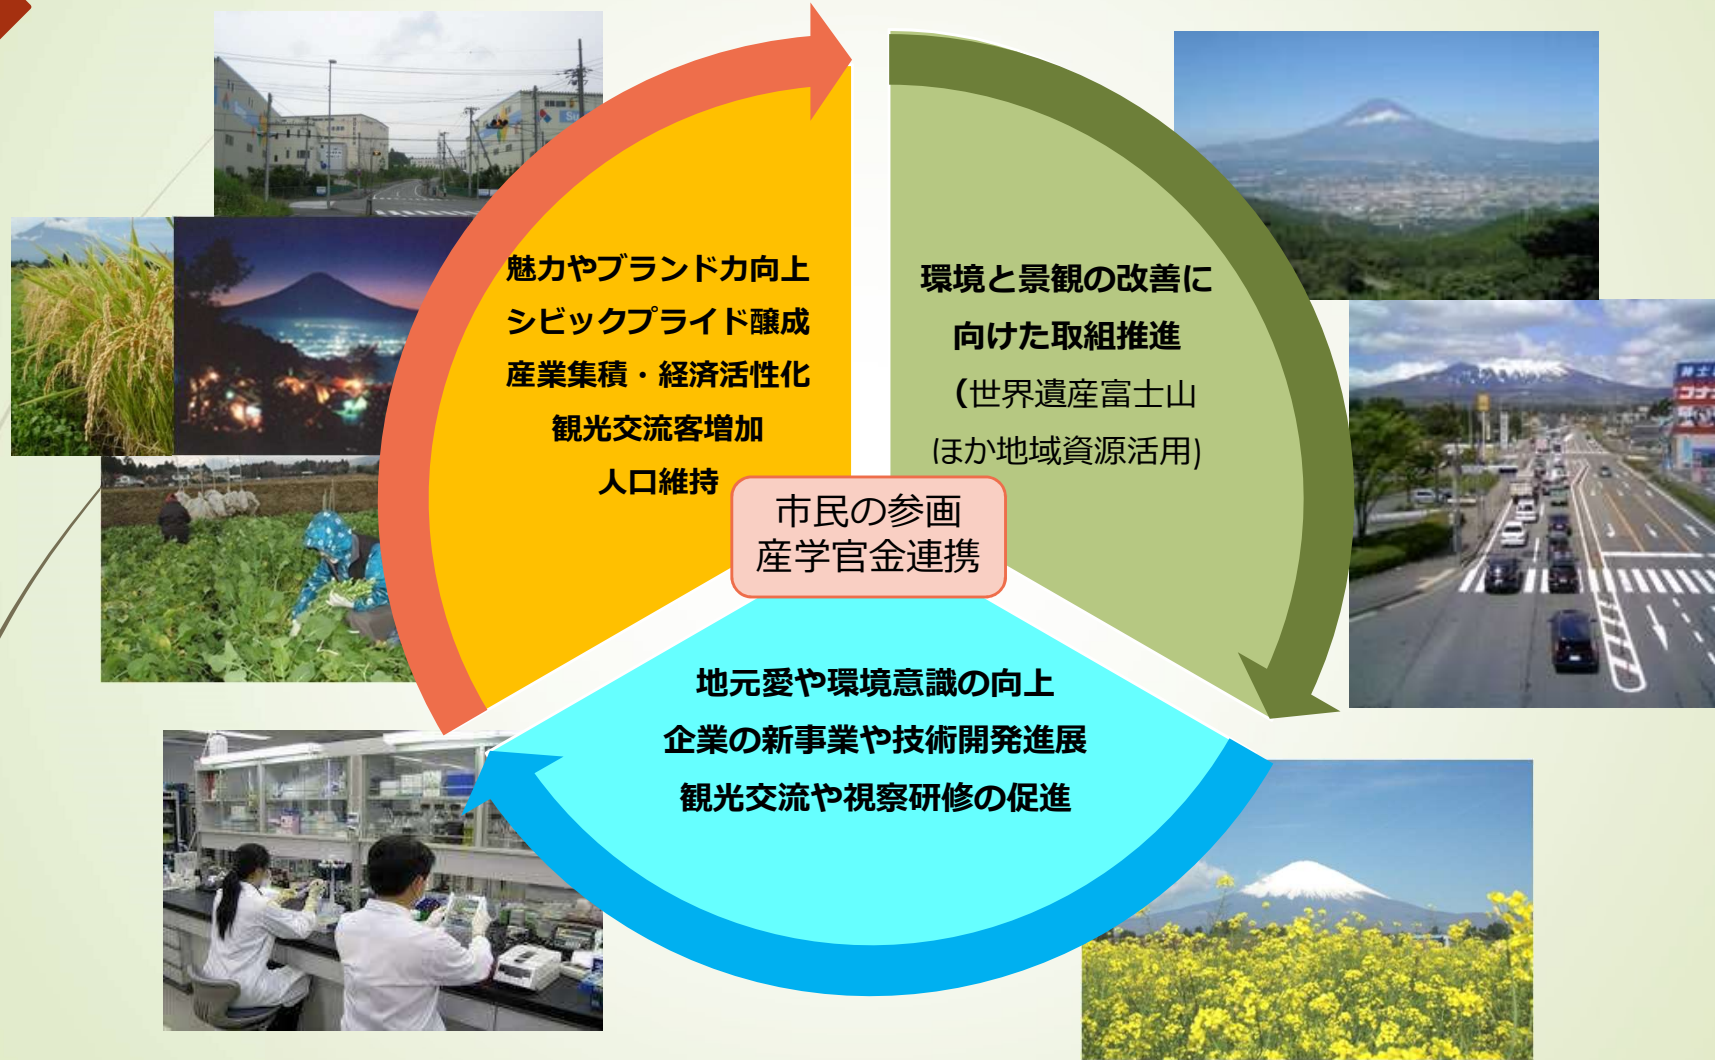 魅力やブランド力向上
シビックプライド醸成
産業集積・経済活性化
観光交流客増加
人口維持
環境と景観の改善に
向けた取組推進
（世界遺産富士山
ほか地域資源活用)
市民の参画
産学官金連携
地元愛や環境意識の向上
企業の新事業や技術開発進展
観光交流や視察研修の促進